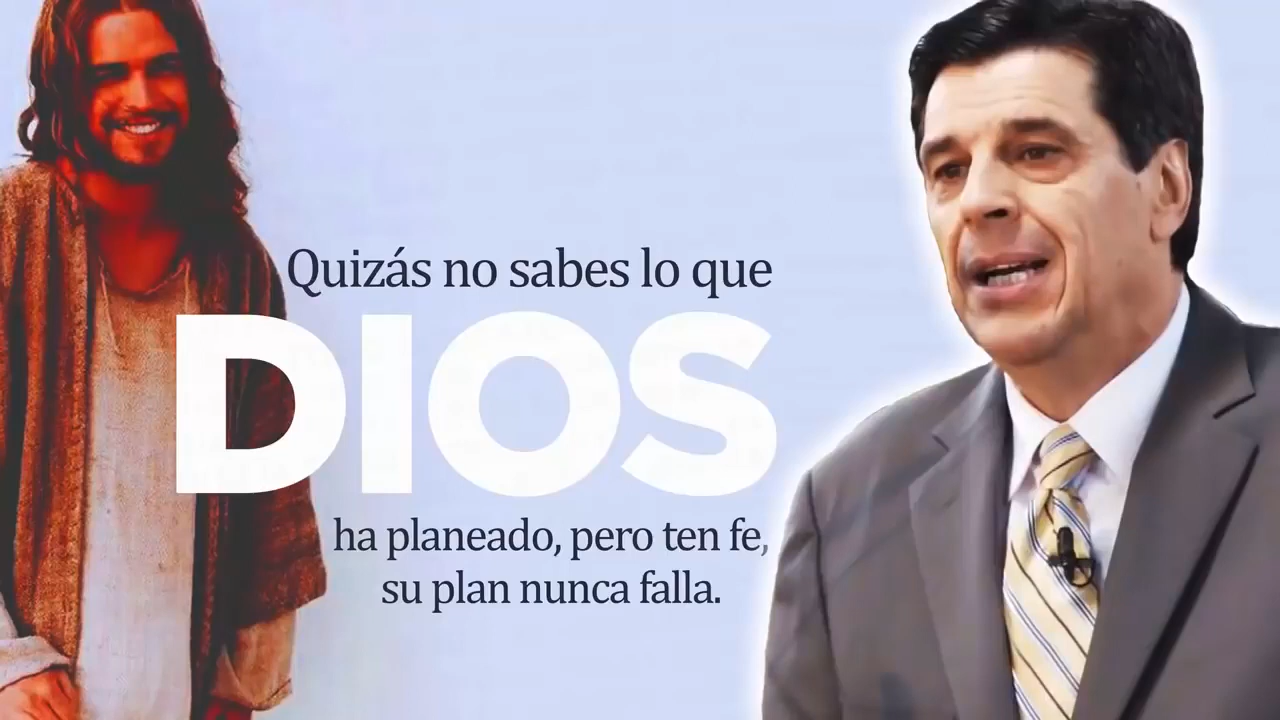 Quizás no sabes lo que
DIOS
ha planeado, pero ten fe,
su plan nunca falla.